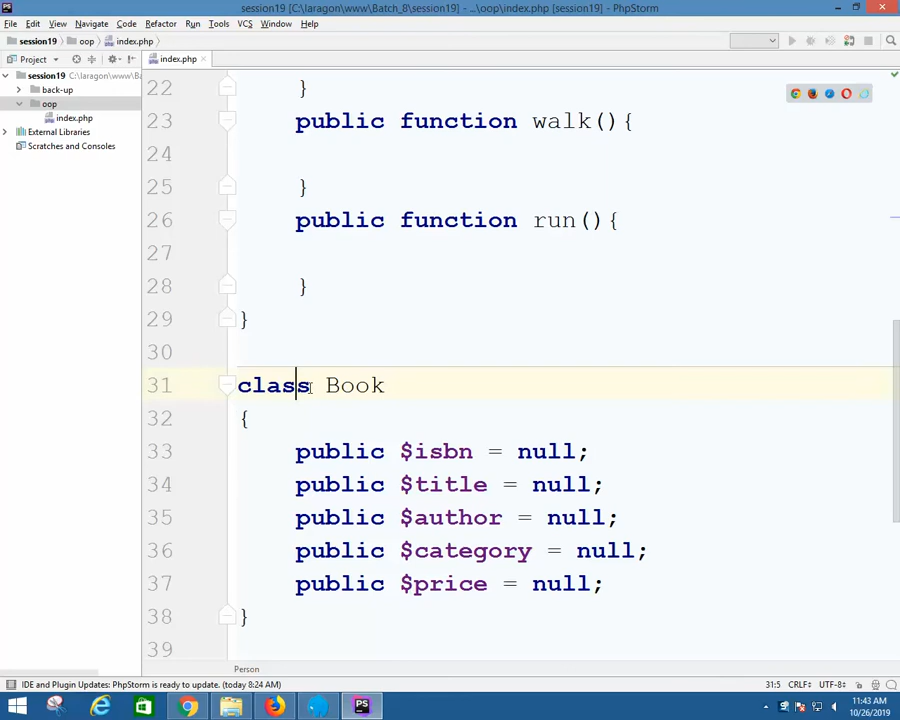 session19 [C:\laragon\www\Batch_8\session19] - ...\oop\index.php [session19] - PhpStorm
File Edit View Navigate Code Refactor Run Tools VCS Window Help
session19 oop index.php
Project index.php
session19 C:\laragon\www\Ba
back-up
oop
index.php
External Libraries
Scratches and Consoles
22 }
23 public function walk(){
24
25 }
26 public function run(){
27
28 }
29 }
30
31 class Book
32 {
33 public $isbn = null;
34 public $title = null;
35 public $author = null;
36 public $category = null;
37 public $price = null;
38 }
39
Person
IDE and Plugin Updates: PhpStorm is ready to update. (today 8:24 AM) 31:5 CRLF÷ UTF-8÷
11:43 AM
10/26/2019